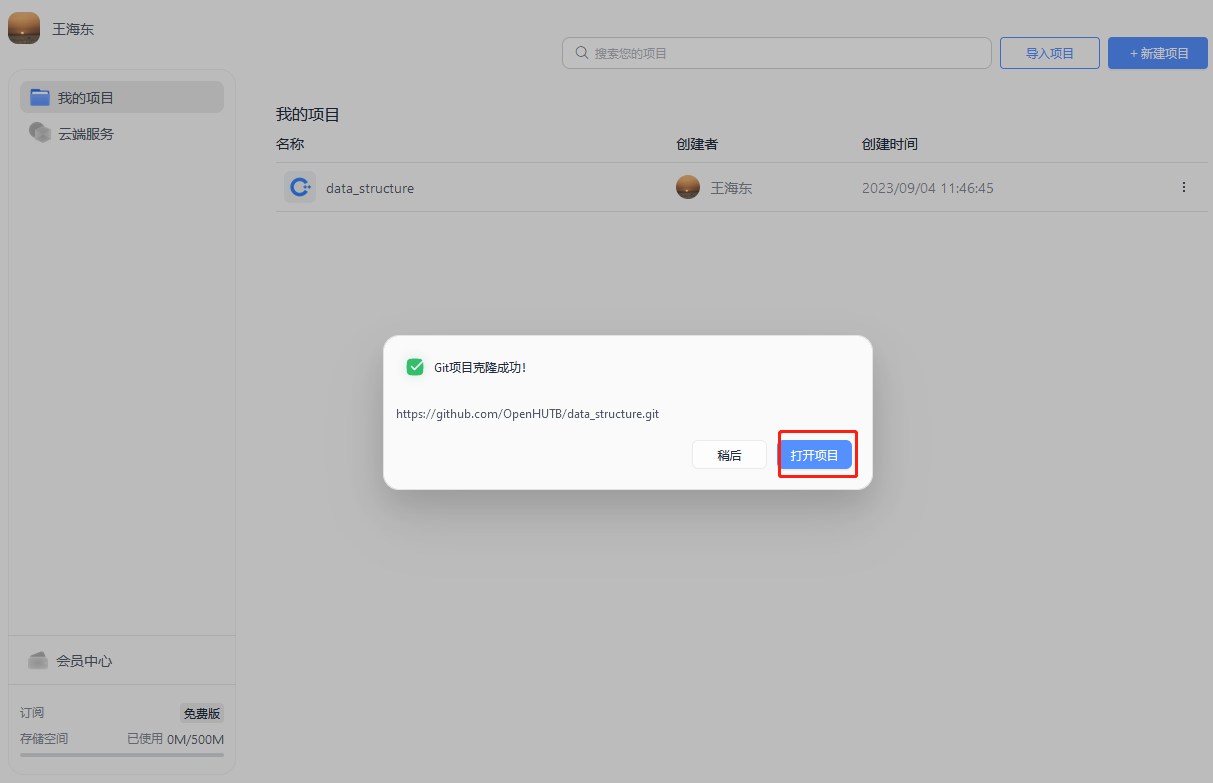 王海东
搜索您的项目
导入项目
+ 新建项目
我的项目
云端服务
我的项目
名称 创建者 创建时间
data_structure 王海东 2023/09/04 11:46:45
Git项目克隆成功!
https://github.com/OpenHUTB/data_structure.git
稍后 打开项目
会员中心
订阅 免费版
存储空间 已使用 0M/500M